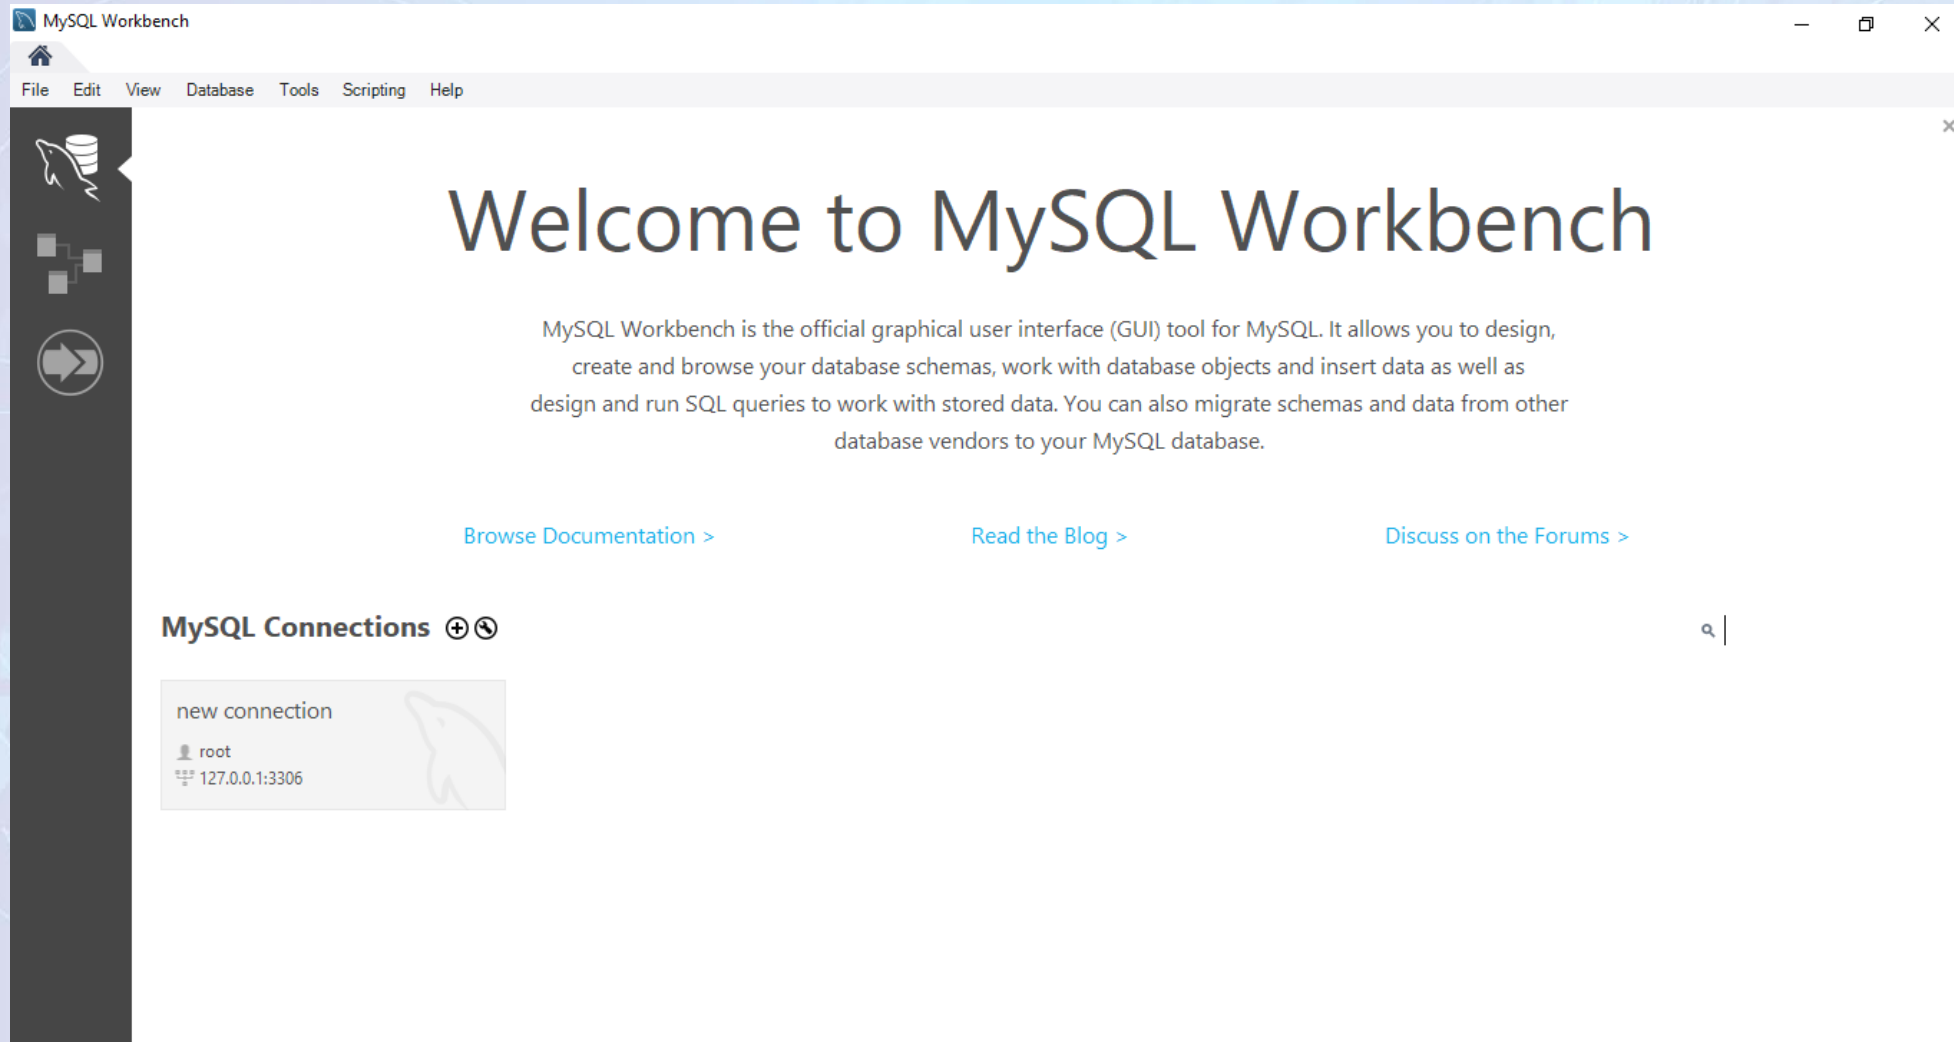 MySQL Workbench
File Edit View Database Tools Scripting Help
Welcome to MySQL Workbench
MySQL Workbench is the official graphical user interface (GUI) tool for MySQL. It allows you to design,
create and browse your database schemas, work with database objects and insert data as well as
design and run SQL queries to work with stored data. You can also migrate schemas and data from other
database vendors to your MySQL database.
Browse Documentation > Read the Blog > Discuss on the Forums >
MySQL Connections
new connection
root
127.0.0.1:3306